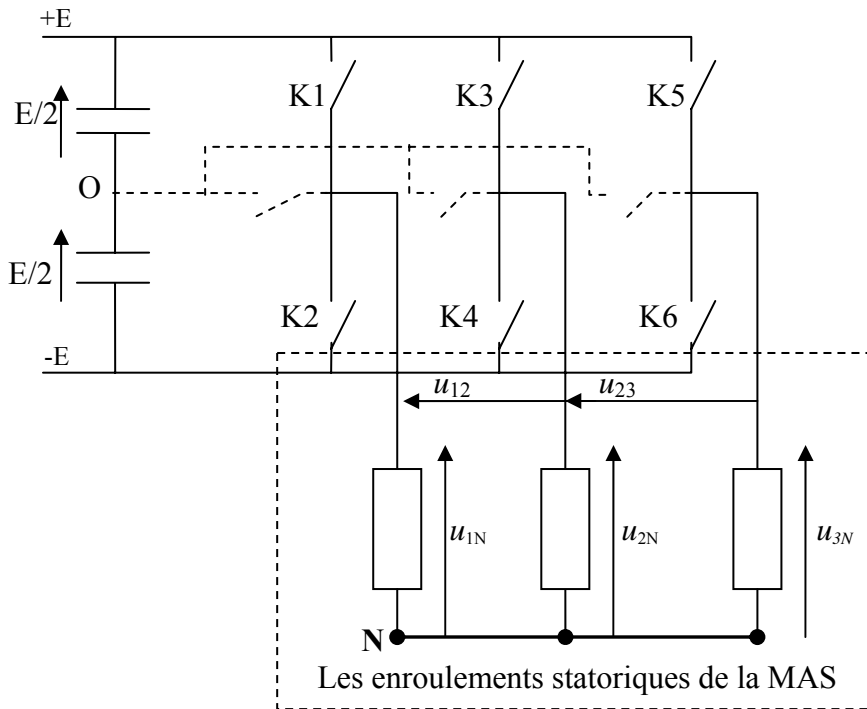 +E
K1 K3 K5
E/2
O
E/2
K2 K4 K6
-E
u12 u23
u1N u2N u3N
N
Les enroulements statoriques de la MAS